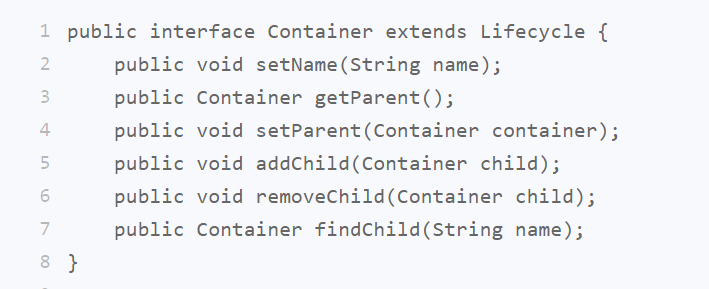 1 public interface Container extends Lifecycle {
2     public void setName(String name);
3     public Container getParent();
4     public void setParent(Container container);
5     public void addChild(Container child);
6     public void removeChild(Container child);
7     public Container findChild(String name);
8 }